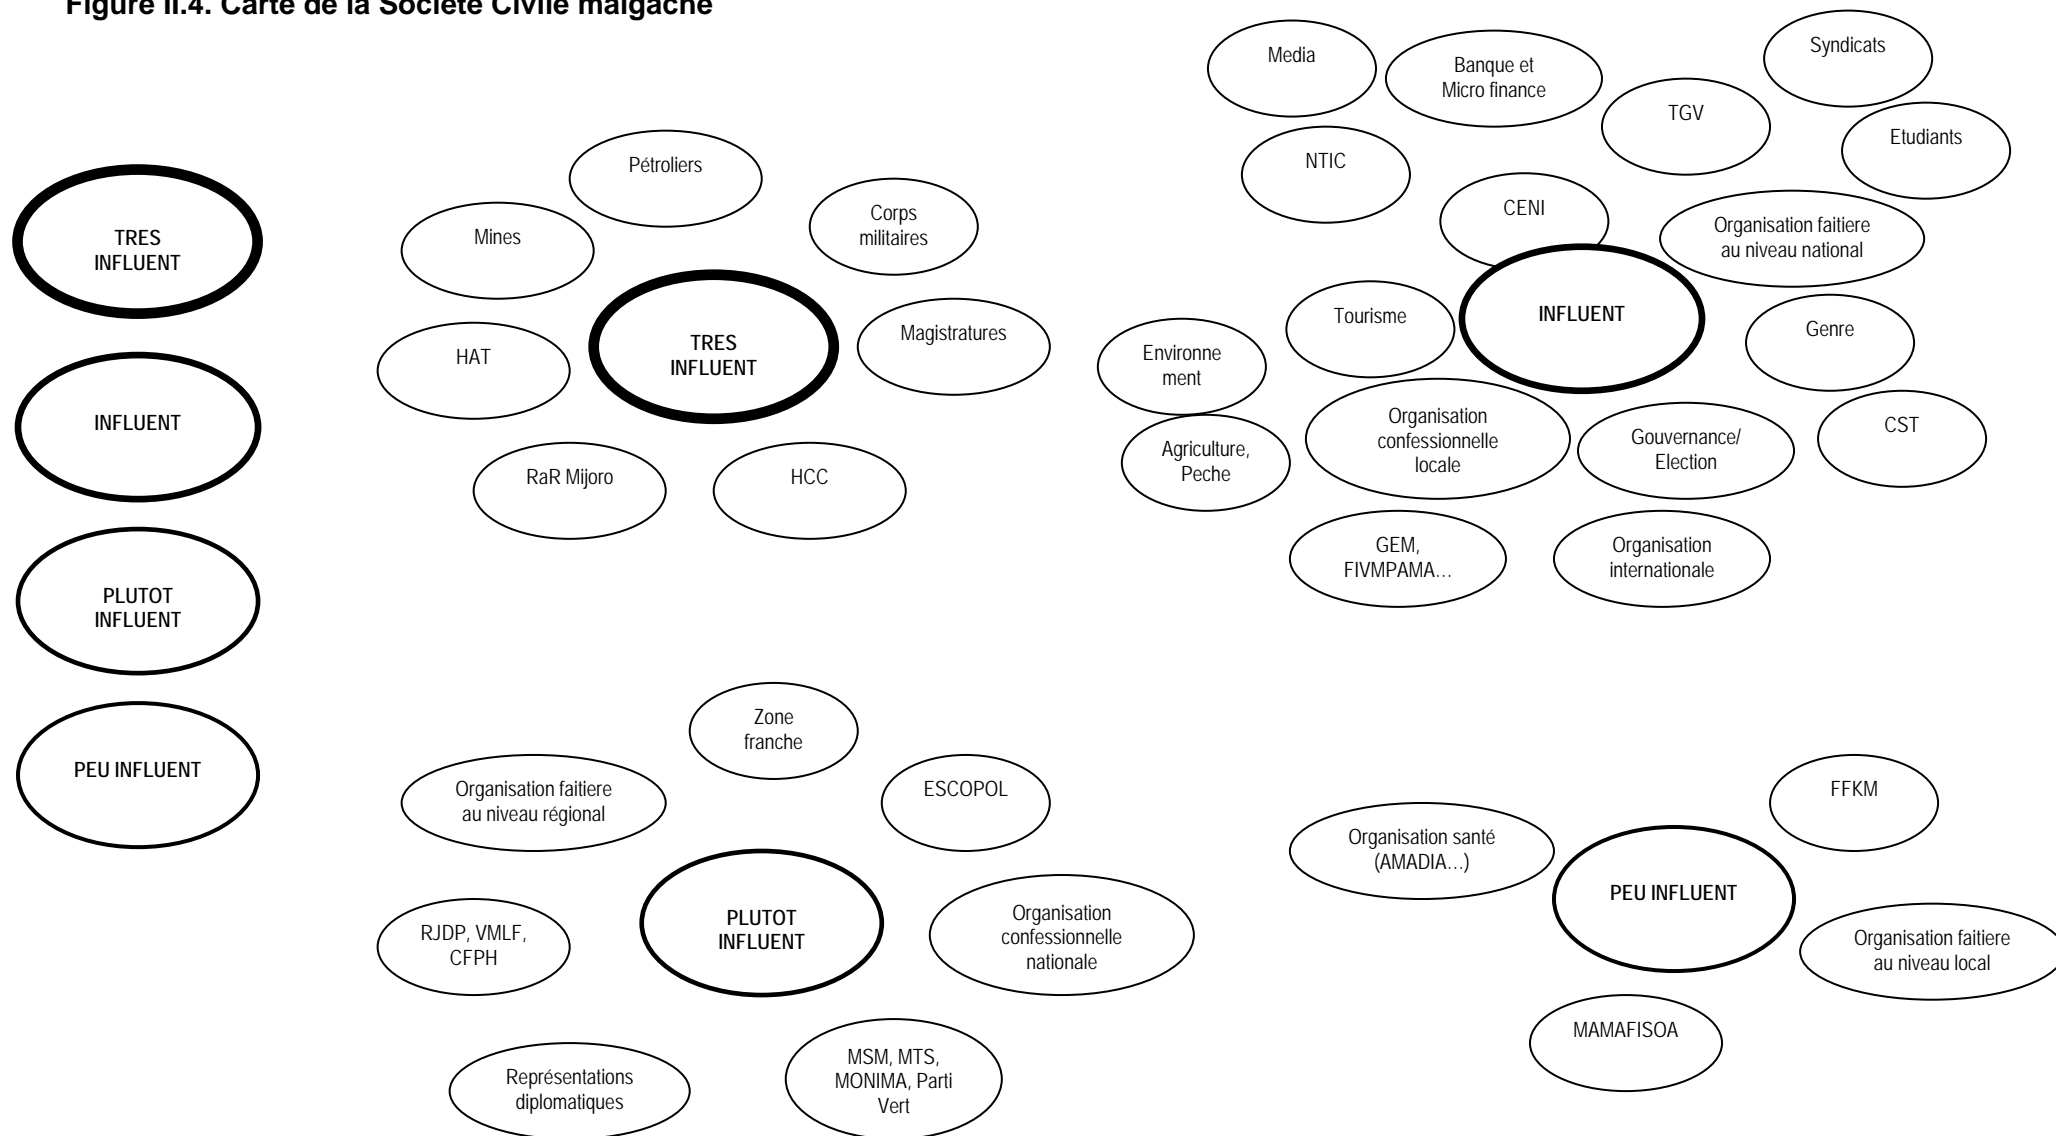 Figure II.4. Carte de la Société Civile malgache
TRES
INFLUENT
INFLUENT
PLUTOT
INFLUENT
PEU INFLUENT
Pétroliers
Mines
Corps
militaires
HAT
TRES
INFLUENT
Magistratures
RaR Mijoro
HCC
Media
Banque et
Micro finance
Syndicats
TGV
Etudiants
NTIC
CENI
Organisation faitiere
au niveau national
Tourisme
INFLUENT
Genre
Environne
ment
Organisation
confessionnelle
locale
Gouvernance/
Election
CST
Agriculture,
Peche
GEM,
FIVMPAMA…
Organisation
internationale
Zone
franche
Organisation faitiere
au niveau régional
ESCOPOL
RJDP, VMLF,
CFPH
PLUTOT
INFLUENT
Organisation
confessionnelle
nationale
Représentations
diplomatiques
MSM, MTS,
MONIMA, Parti
Vert
FFKM
Organisation santé
(AMADIA…)
PEU INFLUENT
Organisation faitiere
au niveau local
MAMAFISOA